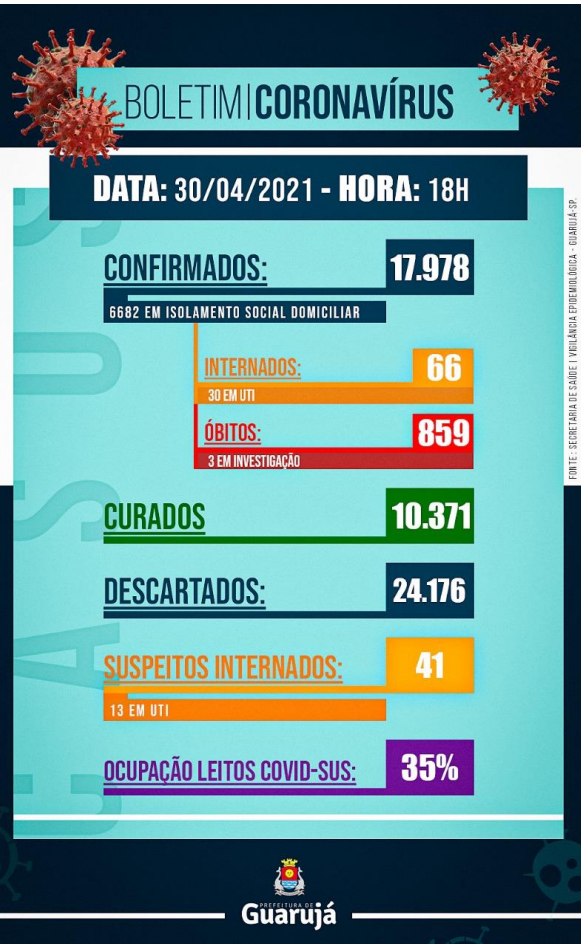 BOLETIM|CORONAVÍRUS
DATA: 30/04/2021 - HORA: 18H
CONFIRMADOS: 17.978
6682 EM ISOLAMENTO SOCIAL DOMICILIAR
INTERNADOS: 66
30 EM UTI
ÓBITOS: 859
3 EM INVESTIGAÇÃO
CURADOS 10.371
DESCARTADOS: 24.176
SUSPEITOS INTERNADOS: 41
13 EM UTI
OCUPAÇÃO LEITOS COVID-SUS: 35%
CASOS
FONTE: SECRETARIA DE SAÚDE | VIGILÂNCIA EPIDEMIOLÓGICA - GUARUJÁ-SP.
PREFEITURA DE
Guarujá